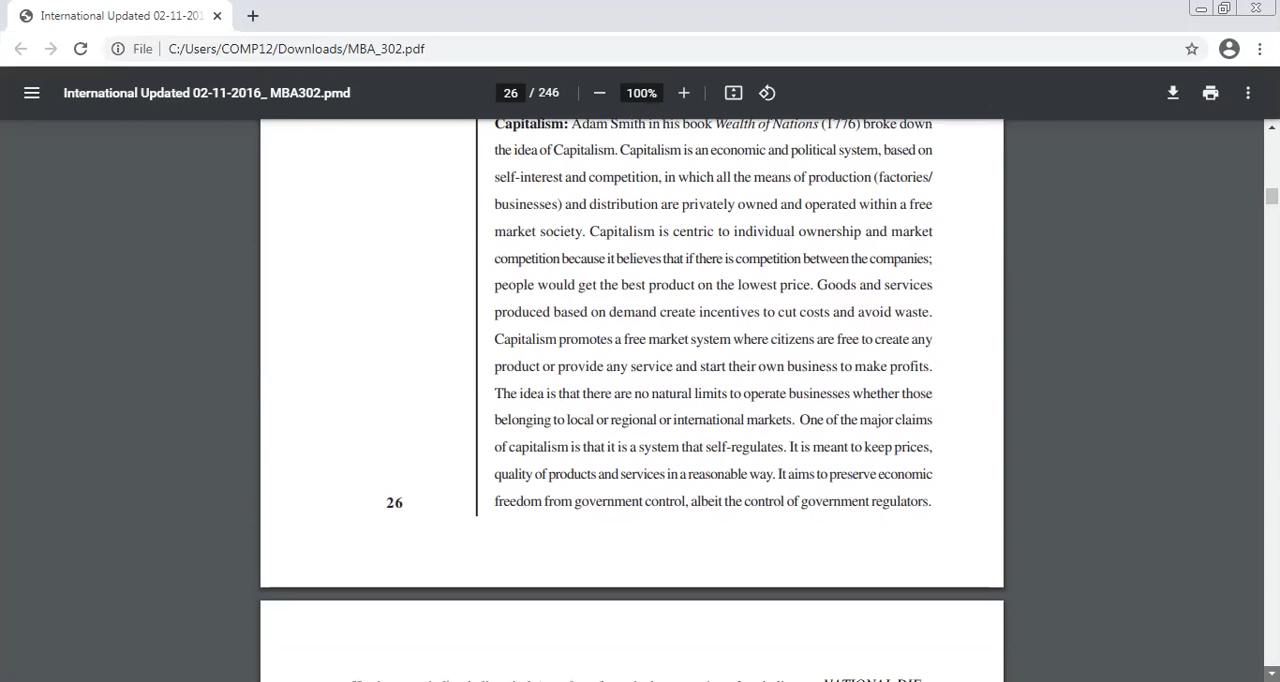 International Updated 02-11-201
File
C:/Users/COMP12/Downloads/MBA_302.pdf
International Updated 02-11-2016_ MBA302.pmd
26 / 246
100%
Capitalism: Adam Smith in his book Wealth of Nations (1776) broke down
the idea of Capitalism. Capitalism is an economic and political system, based on
self-interest and competition, in which all the means of production (factories/
businesses) and distribution are privately owned and operated within a free
market society. Capitalism is centric to individual ownership and market
competition because it believes that if there is competition between the companies;
people would get the best product on the lowest price. Goods and services
produced based on demand create incentives to cut costs and avoid waste.
Capitalism promotes a free market system where citizens are free to create any
product or provide any service and start their own business to make profits.
The idea is that there are no natural limits to operate businesses whether those
belonging to local or regional or international markets. One of the major claims
of capitalism is that it is a system that self-regulates. It is meant to keep prices,
quality of products and services in a reasonable way. It aims to preserve economic
freedom from government control, albeit the control of government regulators.
26